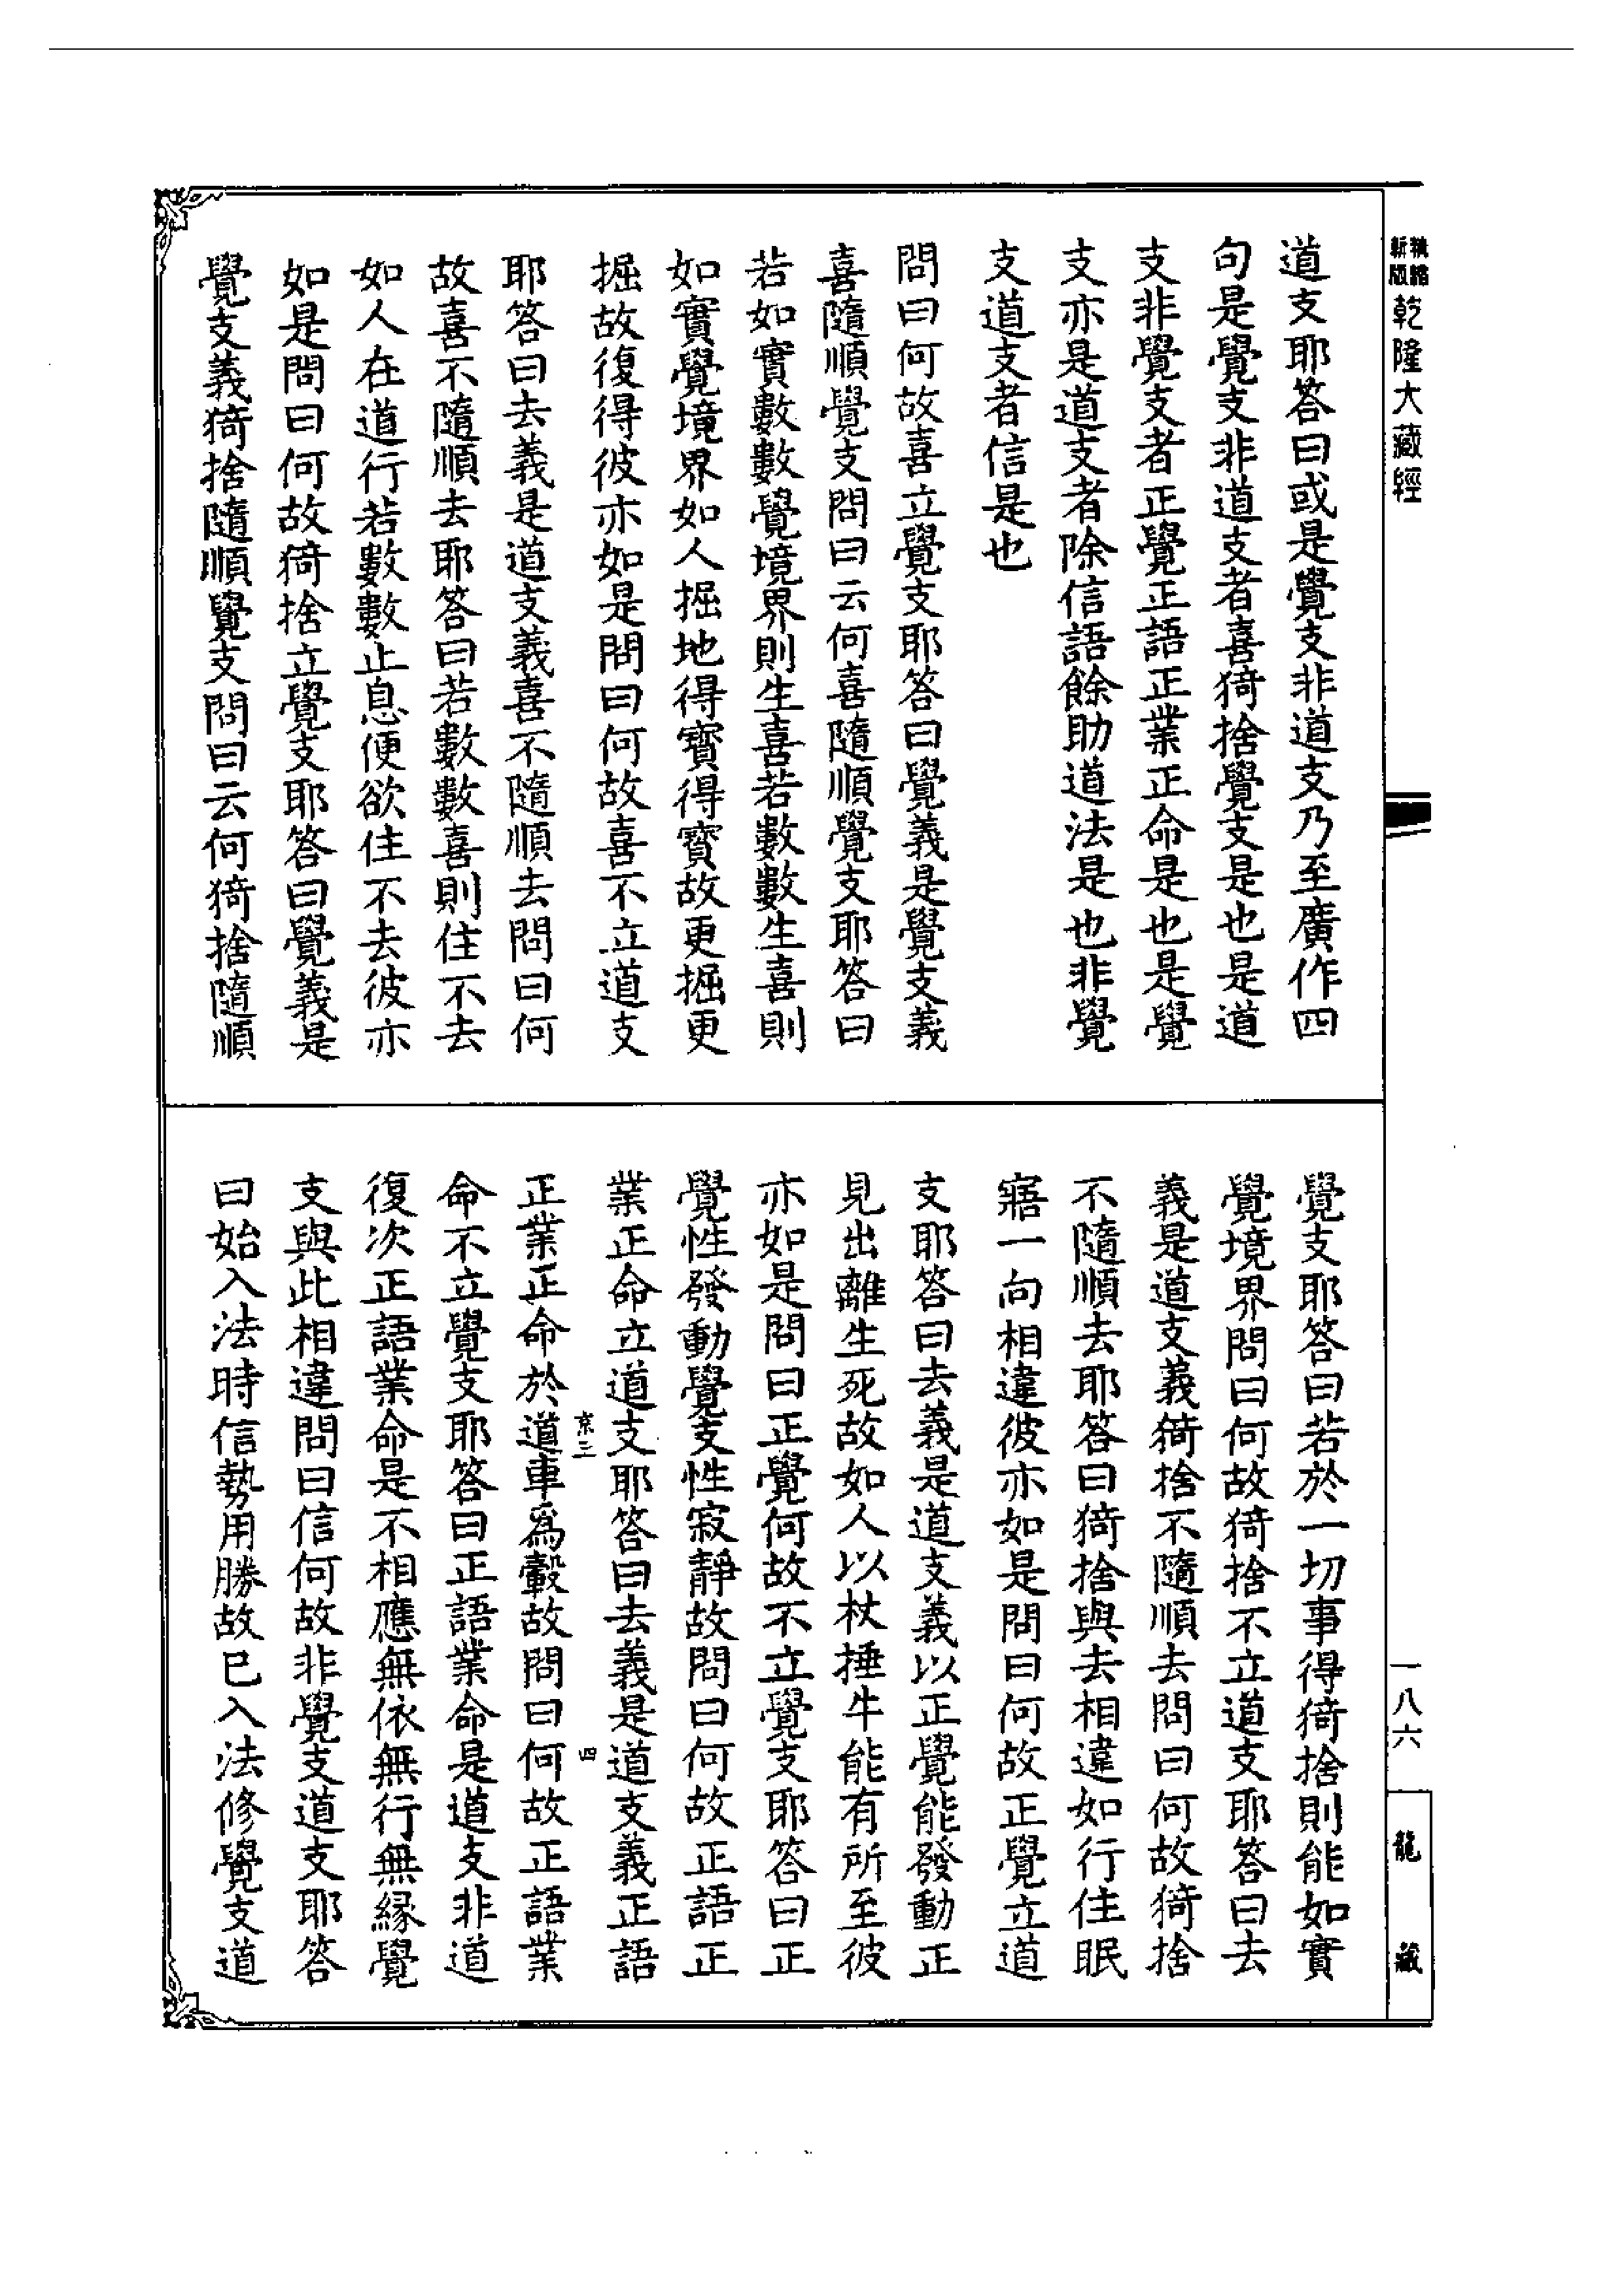 新版
乾隆大藏經
道支耶答曰或是覺支非道支乃至廣作四
句是覺支非道支者喜猗捨覺支是也是道
支非覺支者正覺正語正業正命是也是覺
支亦是道支者除信語餘助道法是也非覺
支道支者信是也
問曰何故喜立覺支耶答曰覺義是覺支義
喜隨順覺支問曰云何喜隨順覺支耶答曰
若如實數數覺境界則生喜若數數生喜則
如實覺境界如人掘地得寶得寶故更掘更
掘故復得彼亦如是問曰何故喜不立道支
耶答曰去義是道支義喜不隨順去問曰何
故喜不隨順去耶答曰若數數喜則住不去
如人在道行若數數止息便欲住不去彼亦
如是問曰何故猗捨立覺支耶答曰覺義是
覺支義猗捨隨順覺支問曰云何猗捨隨順
覺支耶答曰若於一切事得猗捨則能如實
覺境界問曰何故猗捨不立道支耶答曰去
義是道支義猗捨不隨順去問曰何故猗捨
不隨順去耶答曰猗捨與去相違如行住眠
寤一向相違彼亦如是問曰何故正覺立道
支耶答曰去義是道支義以正覺能發動正
見出離生死故如人以杖捶牛能有所至彼
亦如是問曰正覺何故不立覺支耶答曰正
覺性發動覺支性寂靜故問曰何故正語正
業正命立道支耶答曰去義是道支義正語
京三
四
正業正命於道車為轂故問曰何故正語業
命不立覺支耶答曰正語業命是道支非道
復次正語業命是不相應無依無行無緣覺
支與此相違問曰信何故非覺支道支耶答
曰始入法時信勢用勝故已入法修覺支道
一八六
龍藏